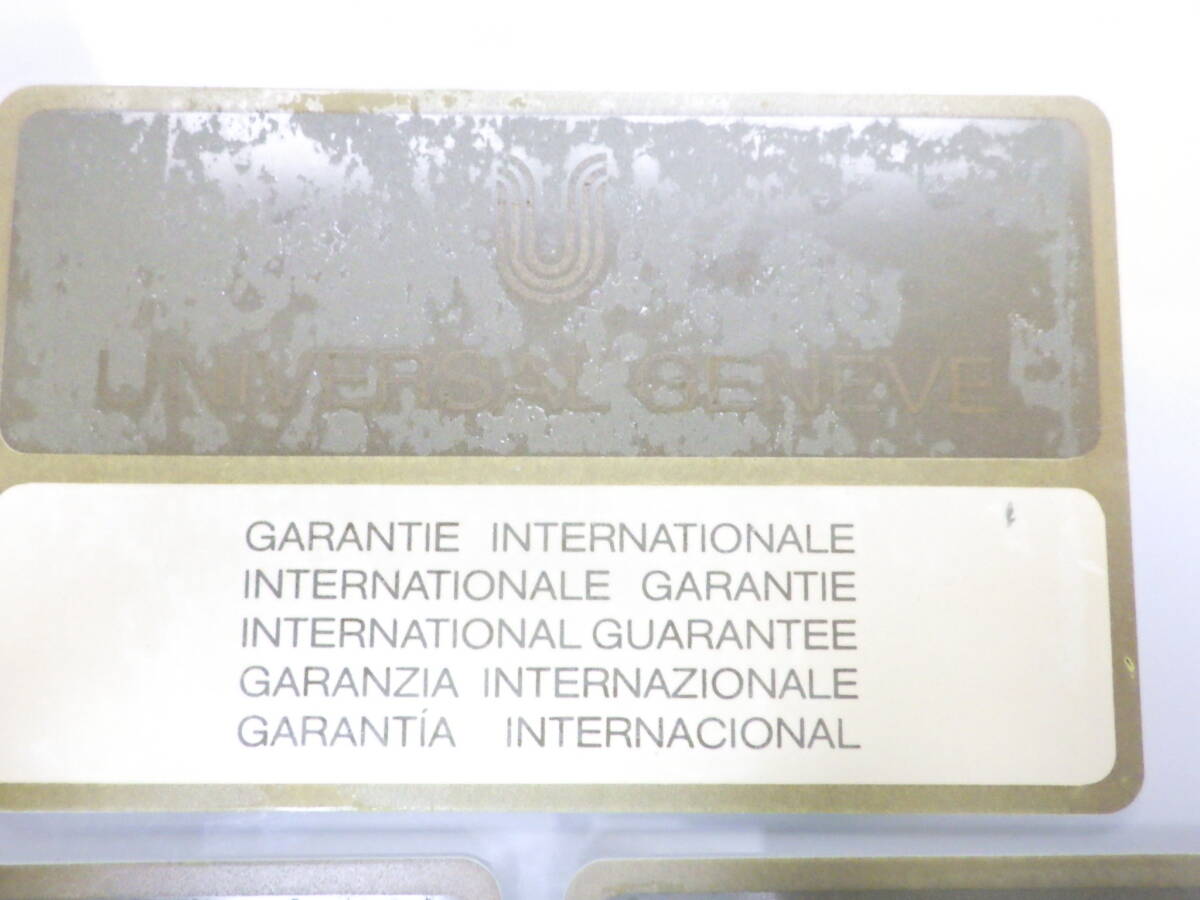 UNIVERSAL GENEVE
GARANTIE INTERNATIONALE
INTERNATIONALE GARANTIE
INTERNATIONAL GUARANTEE
GARANZIA INTERNAZIONALE
GARANTÍA INTERNACIONAL